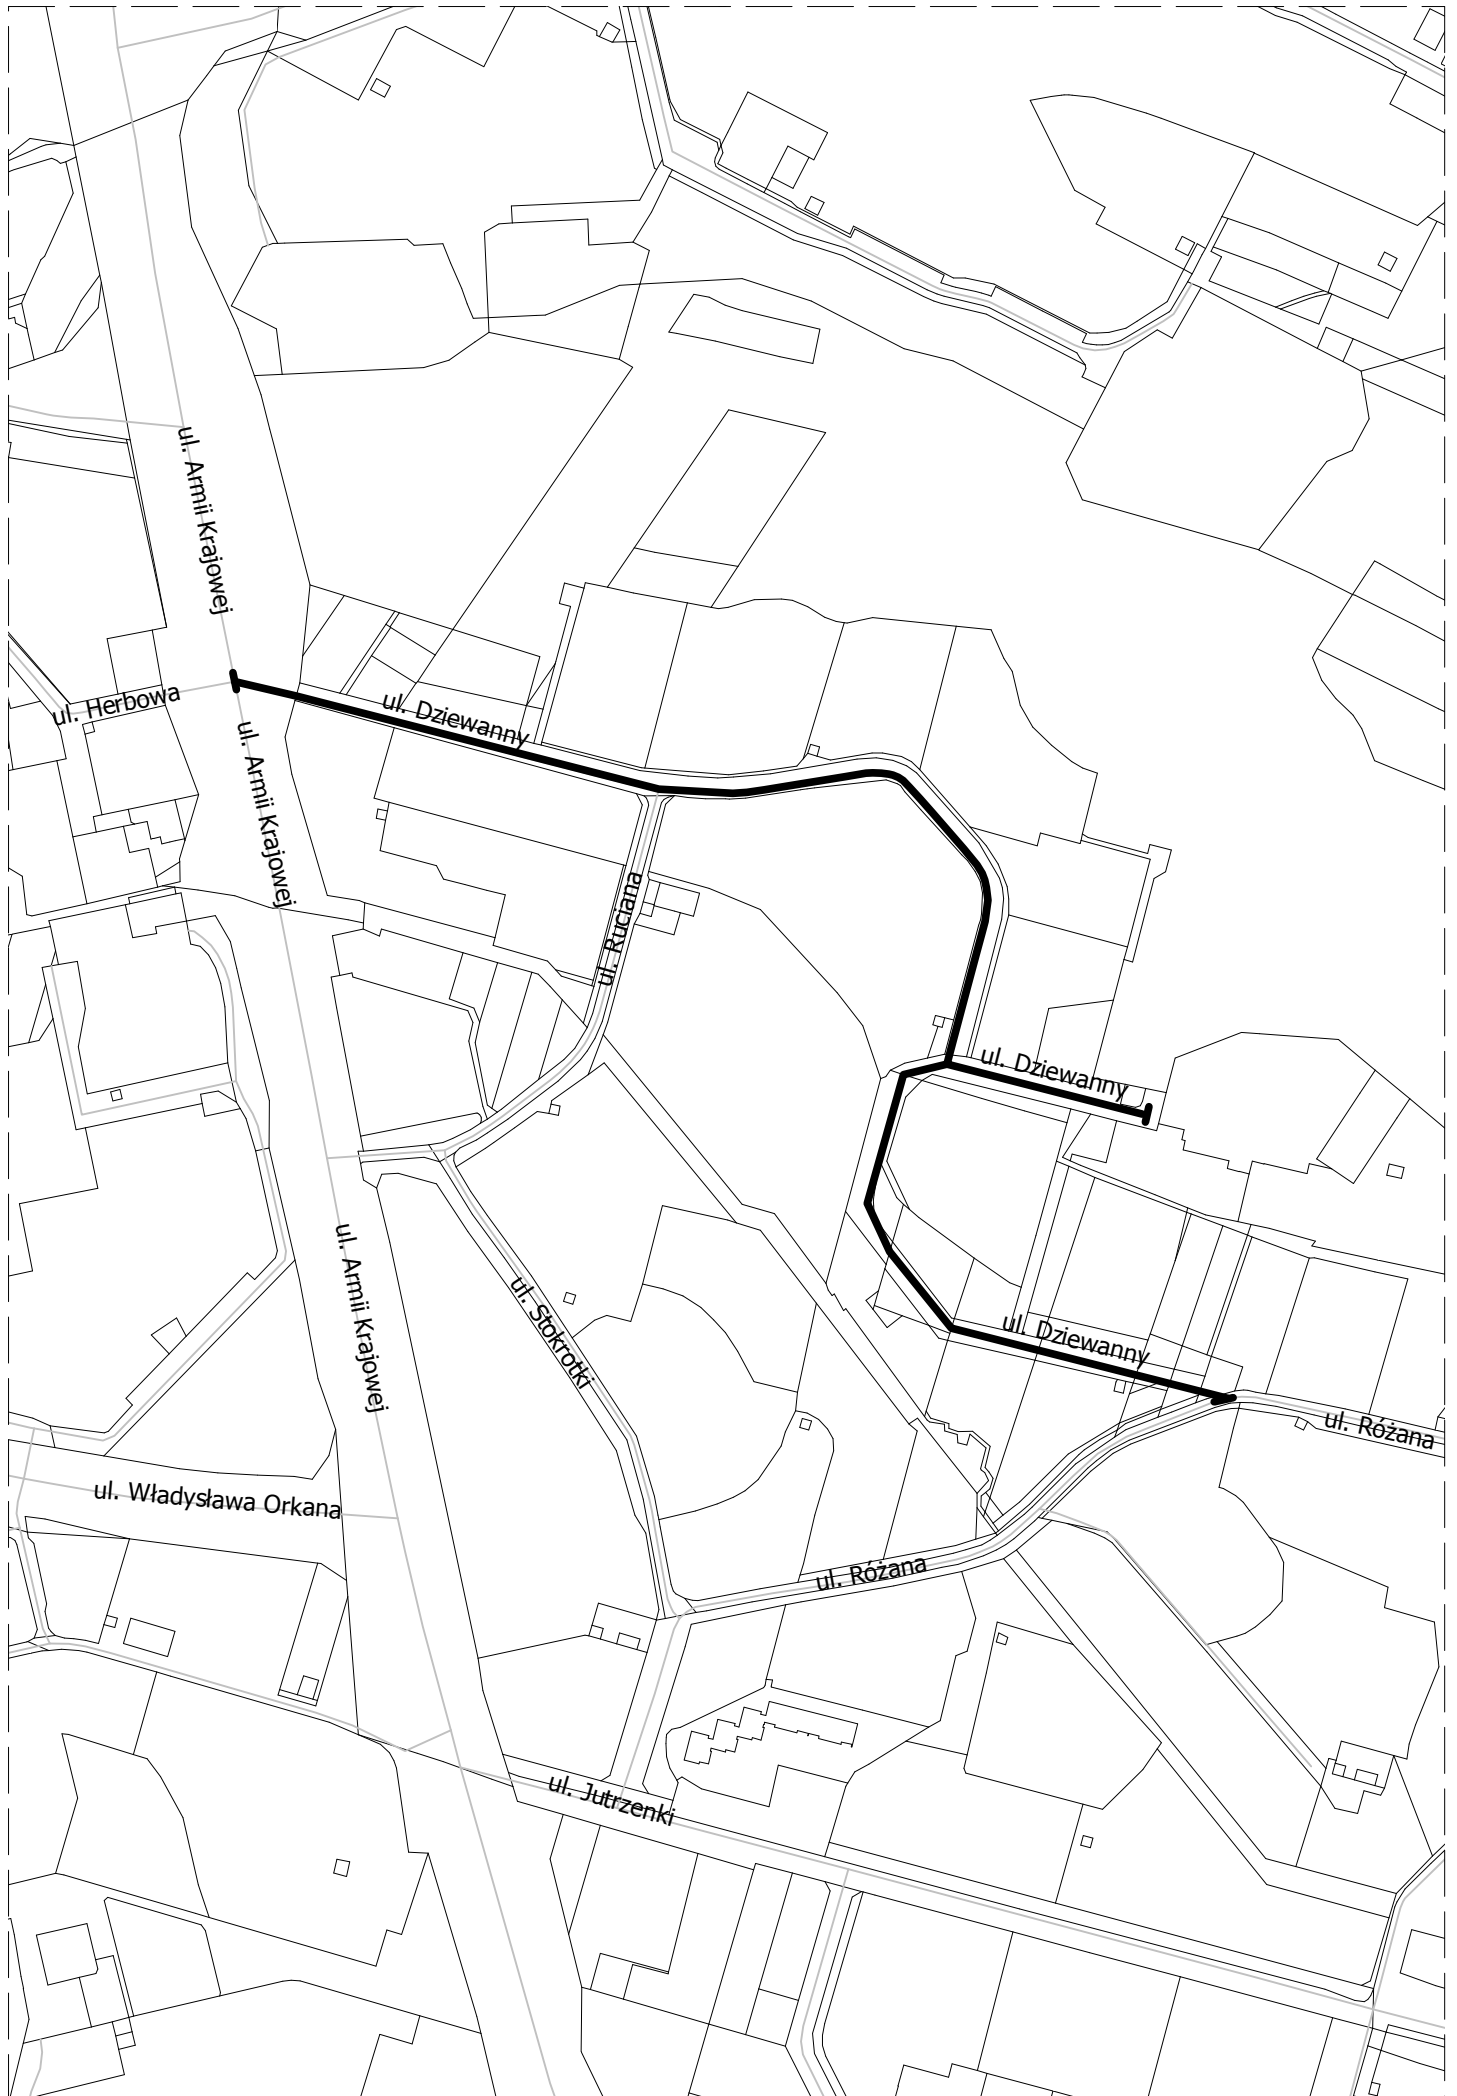 ul. Armii Krajowej
ul. Herbowa
ul. Dziewanny
ul. Armii Krajowej
ul. Ruciana
ul. Dziewanny
ul. Armii Krajowej
ul. Stokrotki
ul. Dziewanny
ul. Różana
ul. Władysława Orkana
ul. Różana
ul. Jutrzenki